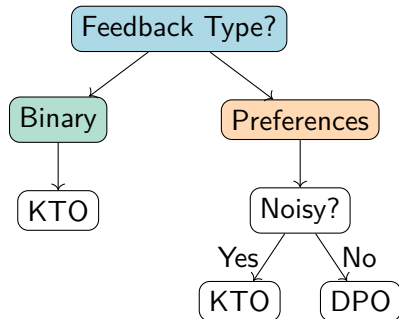 Feedback Type?
Binary
Preferences
KTO
Noisy?
Yes
No
KTO
DPO